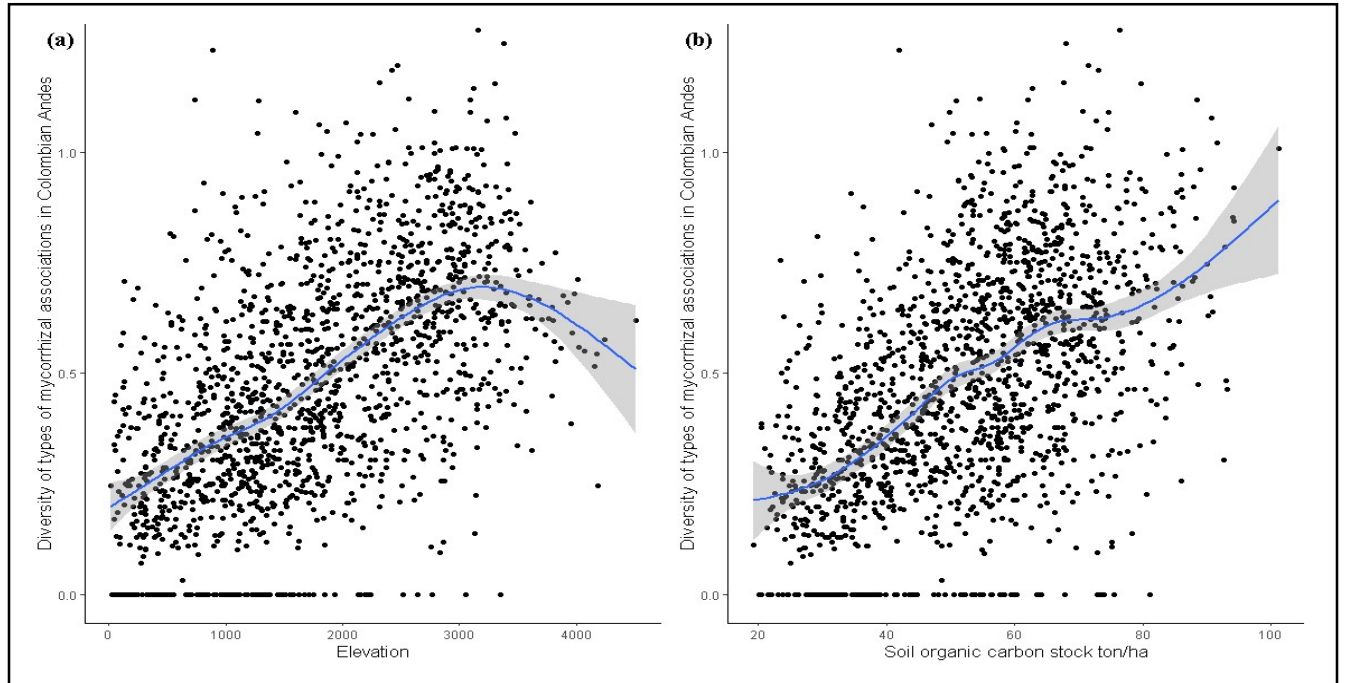 (a)
Diversity of types of mycorrhizal associations in Colombian Andes
1.0
0.5
0.0
0 1000 2000 3000 4000
Elevation
(b)
Diversity of types of mycorrhizal associations in Colombian Andes
1.0
0.5
0.0
20 40 60 80 100
Soil organic carbon stock ton/ha